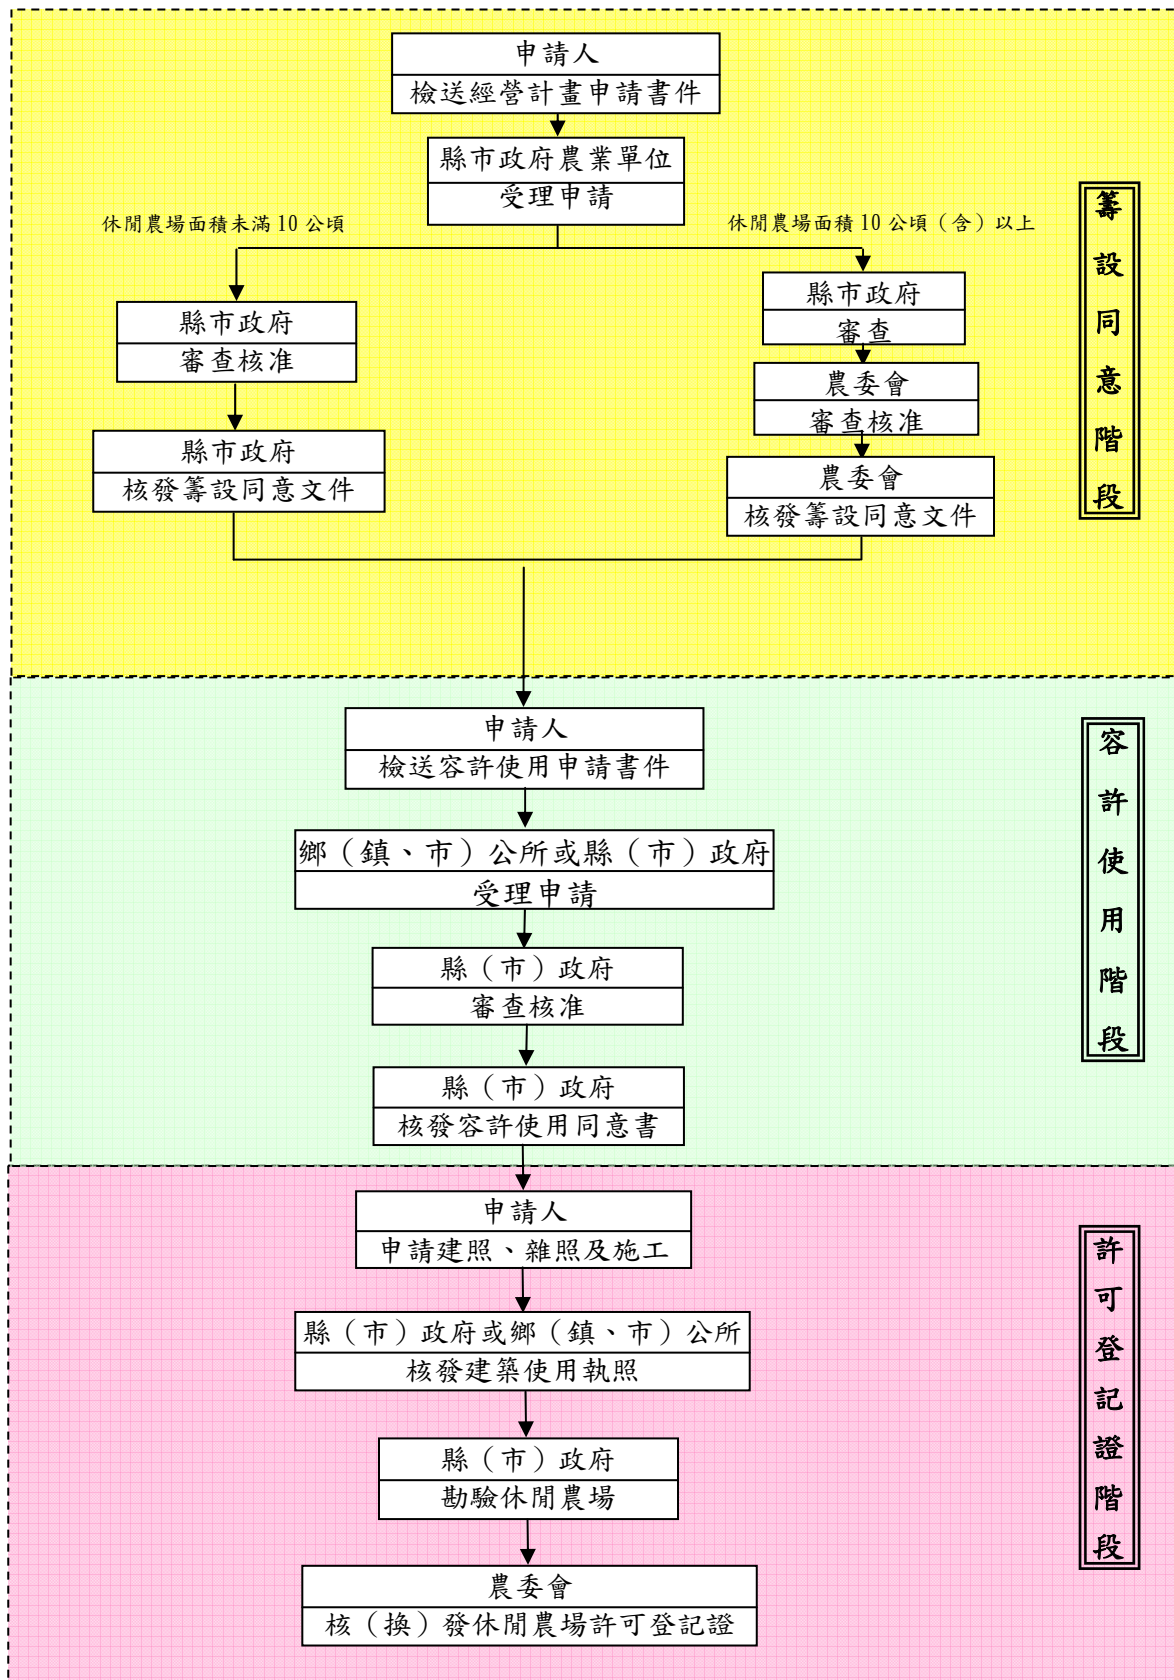 申請人
檢送經營計畫申請書件
縣市政府農業單位
受理申請
休閒農場面積未滿10公頃
休閒農場面積10公頃（含）以上
縣市政府
審查核准
縣市政府
核發籌設同意文件
縣市政府
審查
農委會
審查核准
農委會
核發籌設同意文件
籌設同意階段
申請人
檢送容許使用申請書件
鄉（鎮、市）公所或縣（市）政府
受理申請
縣（市）政府
審查核准
縣（市）政府
核發容許使用同意書
容許使用階段
申請人
申請建照、雜照及施工
縣（市）政府或鄉（鎮、市）公所
核發建築使用執照
縣（市）政府
勘驗休閒農場
農委會
核（換）發休閒農場許可登記證
許可登記證階段